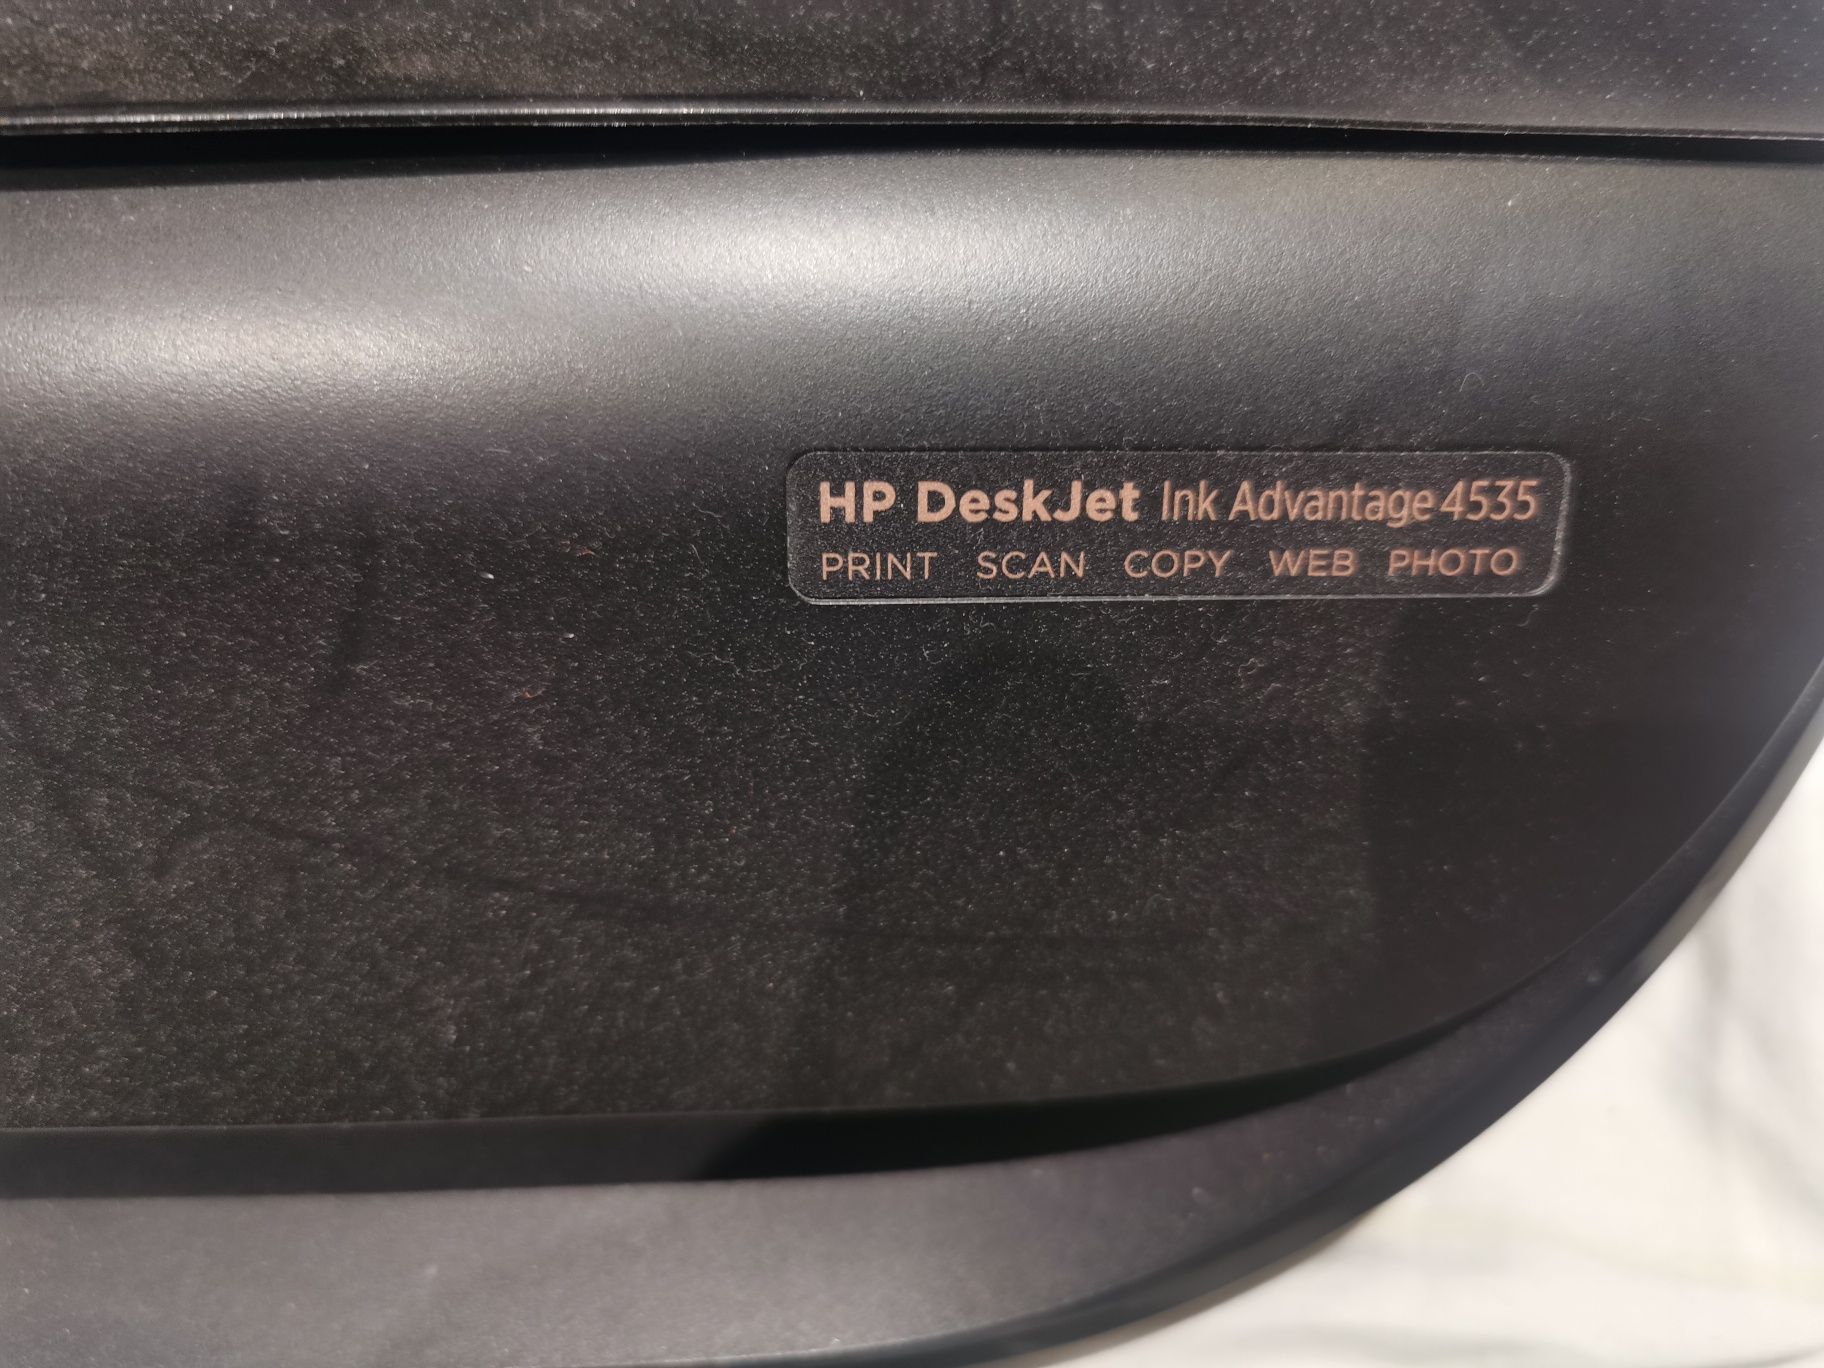 HP DeskJet Ink Advantage 4535
PRINT SCAN COPY WEB PHOTO